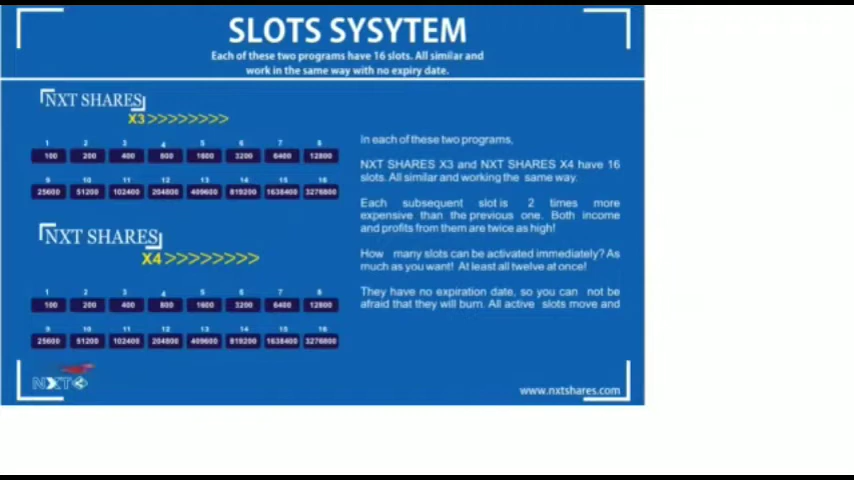 SLOTS SYSYTEM
Each of these two programs have 16 slots. All similar and
work in the same way with no expiry date.
NXT SHARES
X3>>>>>>>>
1 2 3 4 5 6 7 8
100 200 400 800 1600 3200 6400 12800
9 10 11 12 13 14 15 16
25600 51200 102400 204800 409600 819200 1638400 3276800
NXT SHARES
X4>>>>>>>>>
1 2 3 4 5 6 7 8
100 200 400 800 1600 3200 6400 12800
9 10 11 12 13 14 15 16
25600 51200 102400 204800 409600 819200 1638400 3276800
In each of these two programs,
NXT SHARES X3 and NXT SHARES X4 have 16
slots. All similar and working the same way.
Each subsequent slot is 2 times more
expensive than the previous one. Both income
and profits from them are twice as high!
How many slots can be activated immediately? As
much as you want! At least all twelve at once!
They have no expiration date, so you can not be
afraid that they will burn. All active slots move and
NXT
www.nxtshares.com